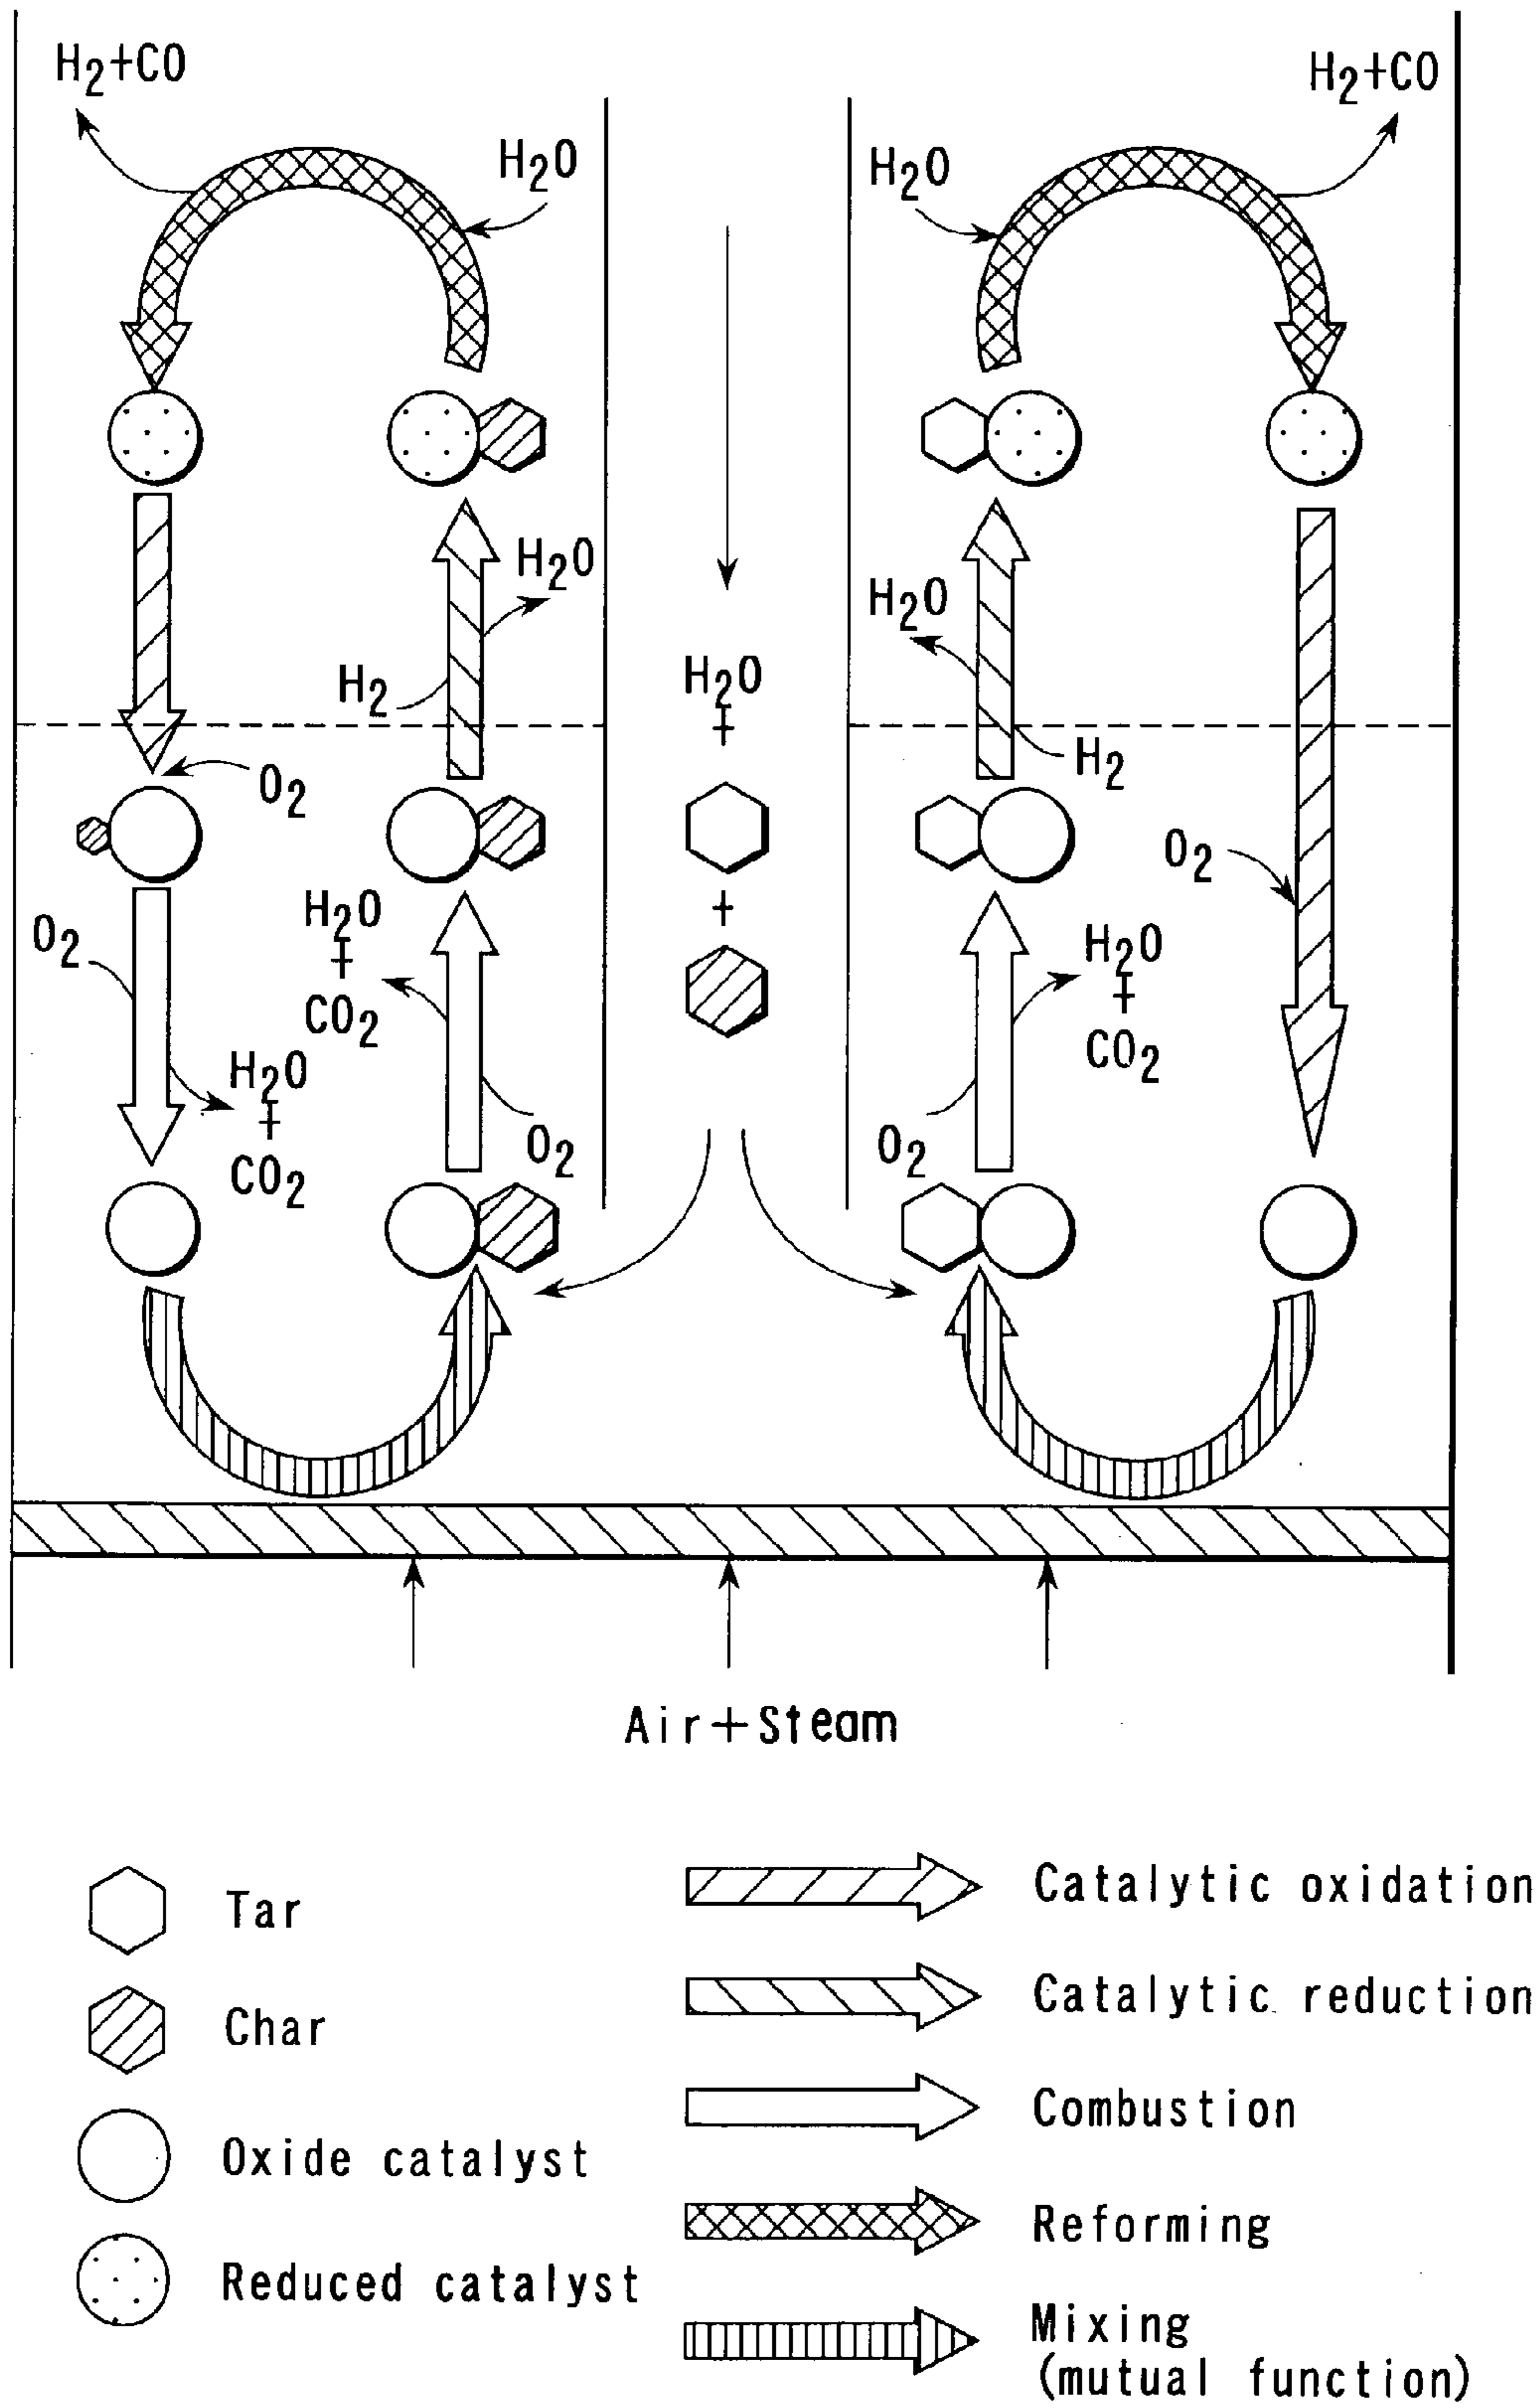 H2+CO
H2+CO
H2O
H2O
H2O
H2O
H2
H2O
+
+
H2
O2
O2
O2
H2O
+
CO2
H2O
+
CO2
H2O
+
CO2
O2
O2
Air+Steam
Tar
Char
Oxide catalyst
Reduced catalyst
Catalytic oxidation
Catalytic reduction
Combustion
Reforming
Mixing
(mutual function)